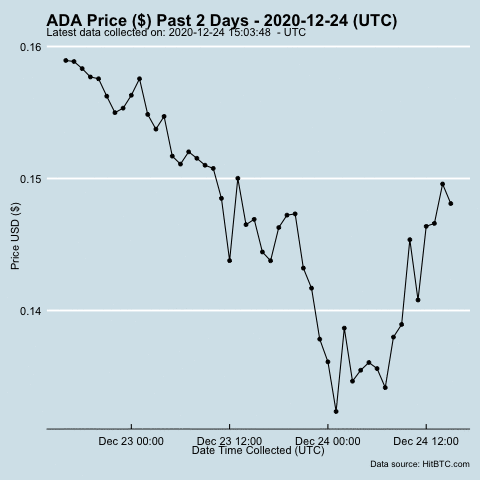 ADA Price ($) Past 2 Days - 2020-12-24 (UTC)
Latest data collected on: 2020-12-24 15:03:48 - UTC
0.16
0.15
0.14
Price USD ($)
Dec 23 00:00 Dec 23 12:00 Dec 24 00:00 Dec 24 12:00
Date Time Collected (UTC)
Data source: HitBTC.com